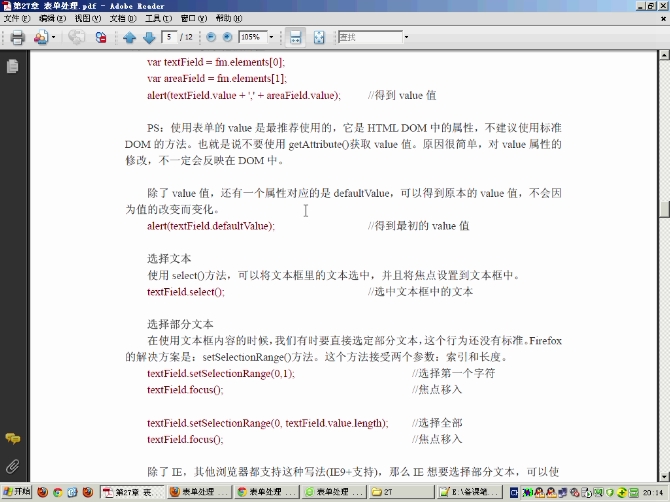 第27章 表单处理.pdf - Adobe Reader
文件(F) 编辑(E) 视图(V) 文档(D) 工具(T) 窗口(W) 帮助(H)
5 / 12 105% 查找
var textField = fm.elements[0];
var areaField = fm.elements[1];
alert(textField.value + ',' + areaField.value); //得到 value 值
PS：使用表单的 value 是最推荐使用的，它是 HTML DOM 中的属性，不建议使用标准
DOM 的方法。也就是说不要使用 getAttribute()获取 value 值。原因很简单，对 value 属性的
修改，不一定会反映在 DOM 中。
除了 value 值，还有一个属性对应的是 defaultValue，可以得到原本的 value 值，不会因
为值的改变而变化。
alert(textField.defaultValue); //得到最初的 value 值
选择文本
使用 select()方法，可以将文本框里的文本选中，并且将焦点设置到文本框中。
textField.select(); //选中文本框中的文本
选择部分文本
在使用文本框内容的时候，我们有时要直接选定部分文本，这个行为还没有标准。Firefox
的解决方案是：setSelectionRange()方法。这个方法接受两个参数：索引和长度。
textField.setSelectionRange(0,1); //选择第一个字符
textField.focus(); //焦点移入
textField.setSelectionRange(0, textField.value.length); //选择全部
textField.focus(); //焦点移入
除了 IE，其他浏览器都支持这种写法(IE9+支持)，那么 IE 想要选择部分文本，可以使
开始 第27章 表... 表单处理 ... 表单处理 ... 表单处理 ... 27 E:\备课笔... CH 20:14